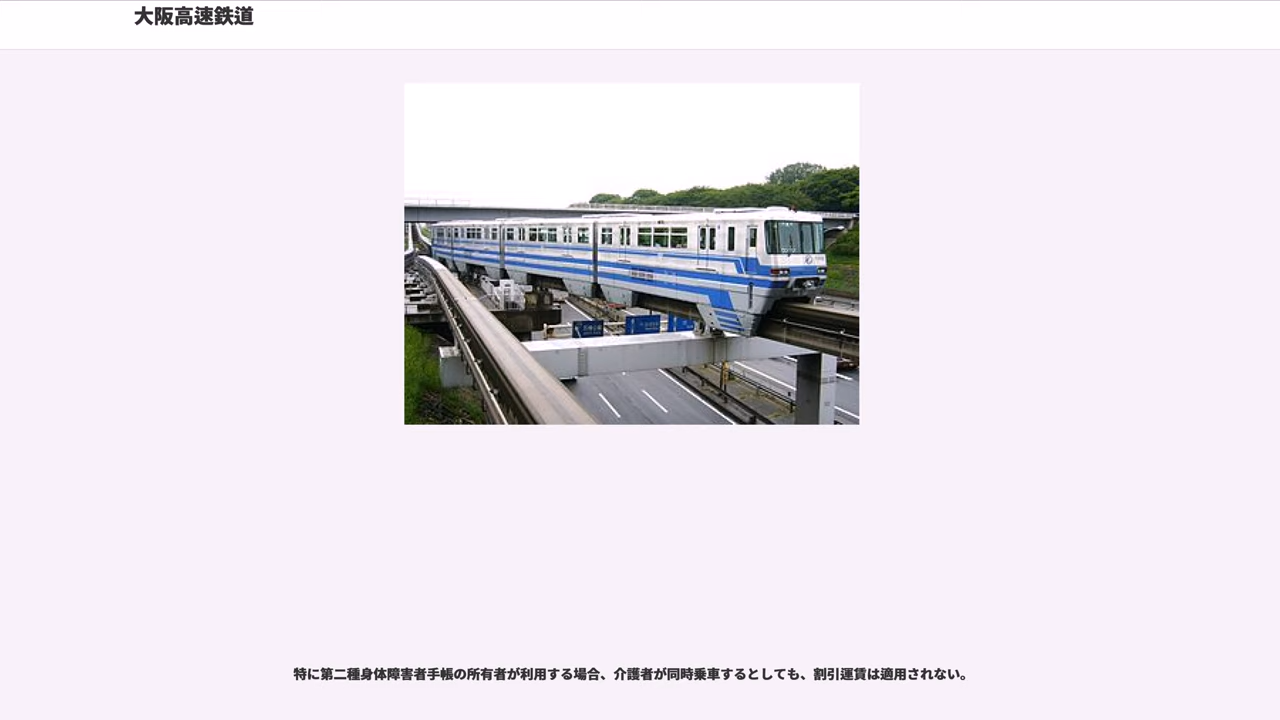 大阪高速鉄道
特に第二種身体障害者手帳の所有者が利用する場合、介護者が同時乗車するとしても、割引運賃は適用されない。